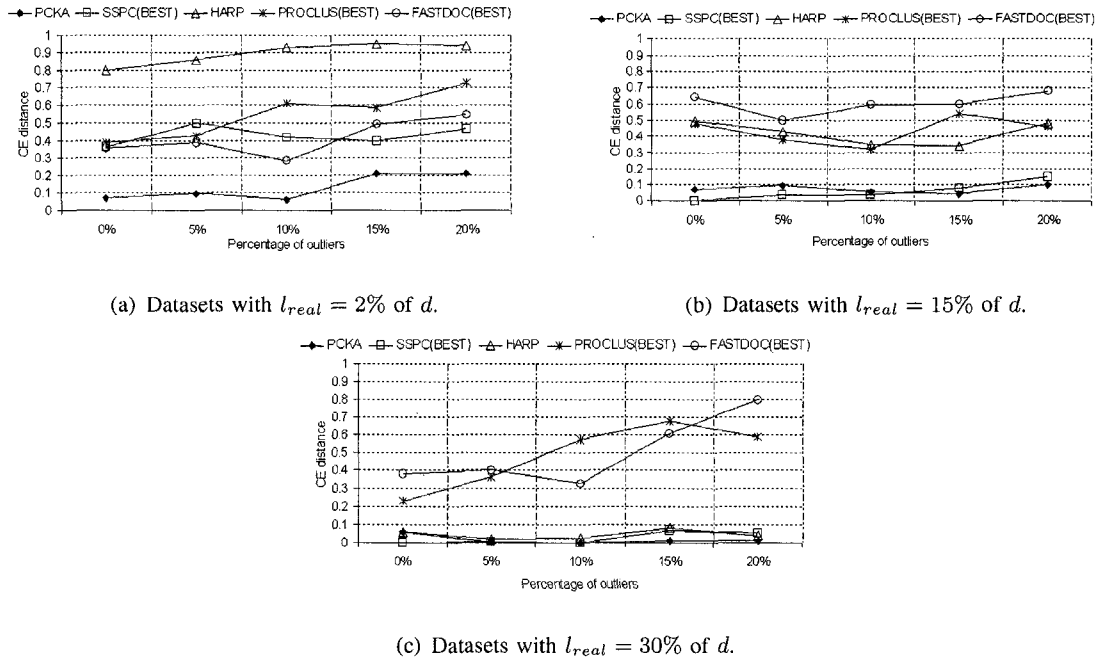 PCKA SSPC(BEST) HARP PROCLUS(BEST) FASTDOC(BEST)
1
0.9
0.8
0.7
0.6
0.5
0.4
0.3
0.2
0.1
0
CE distance
0% 5% 10% 15% 20%
Percentage of outliers
(a) Datasets with l_real = 2% of d.
PCKA SSPC(BEST) HARP PROCLUS(BEST) FASTDOC(BEST)
1
0.9
0.8
0.7
0.6
0.5
0.4
0.3
0.2
0.1
0
CE distance
0% 5% 10% 15% 20%
Percentage of outliers
(b) Datasets with l_real = 15% of d.
PCKA SSPC(BEST) HARP PROCLUS(BEST) FASTDOC(BEST)
1
0.9
0.8
0.7
0.6
0.5
0.4
0.3
0.2
0.1
0
CE distance
0% 5% 10% 15% 20%
Percentage of outliers
(c) Datasets with l_real = 30% of d.